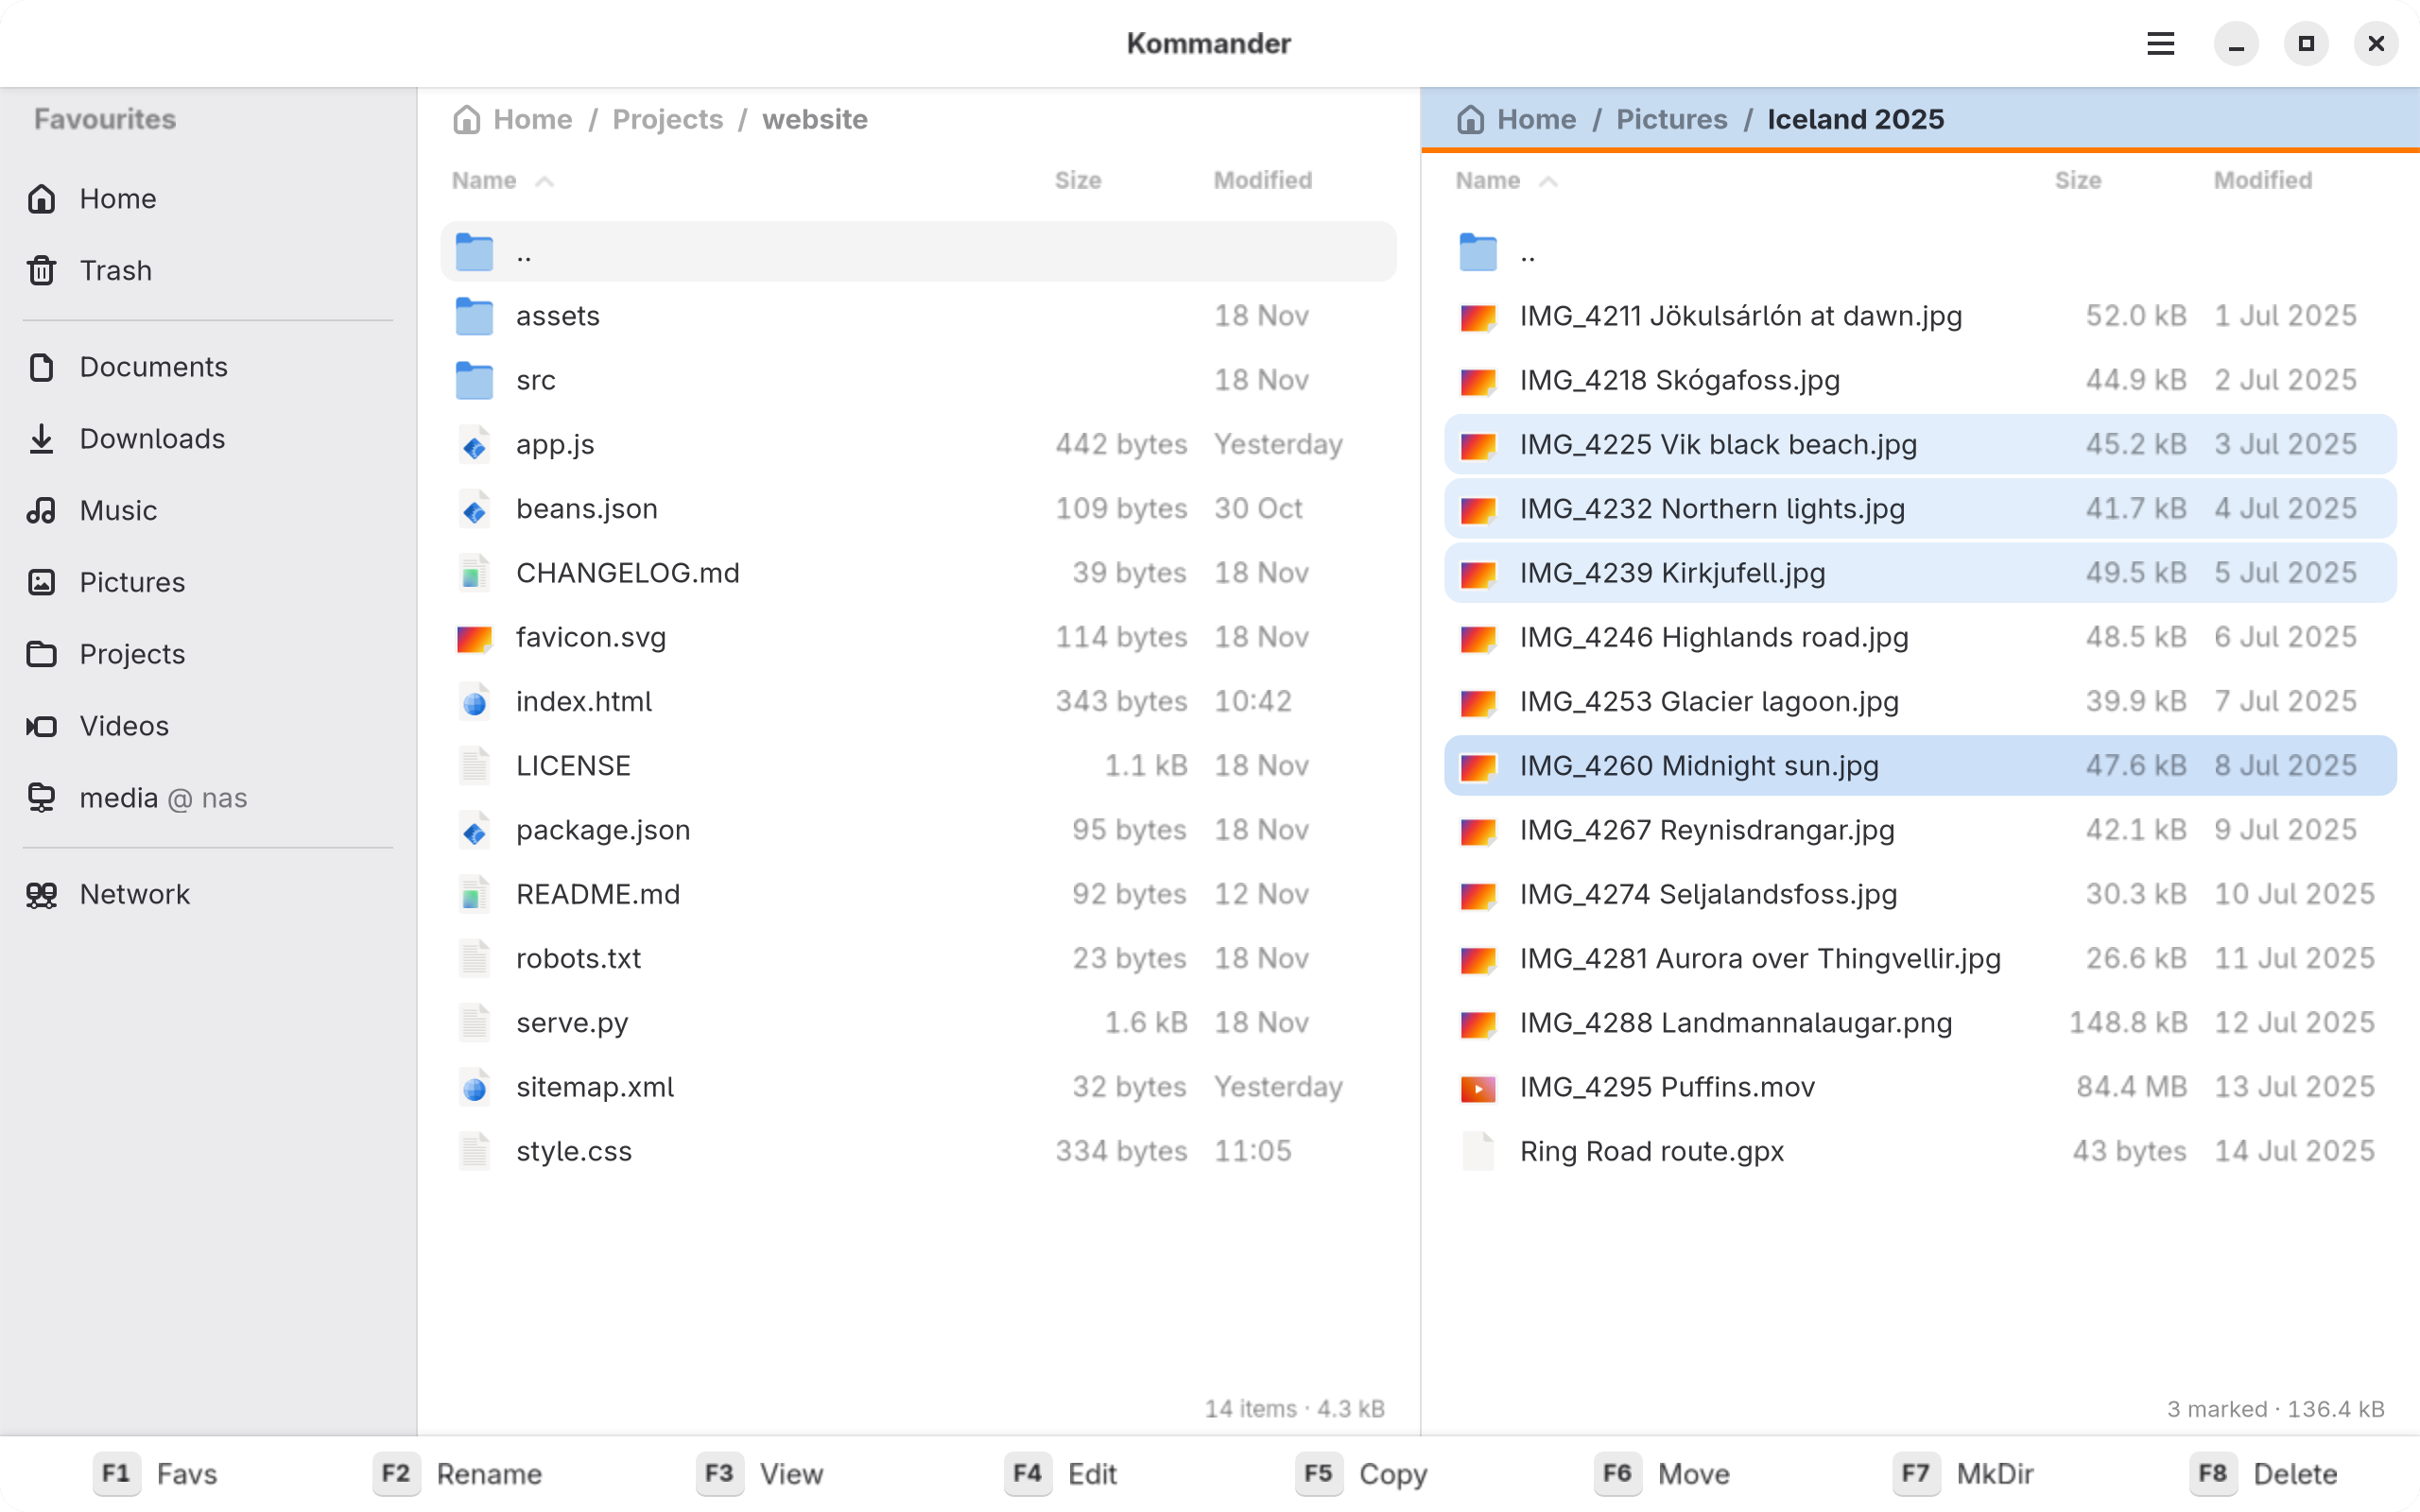 Kommander
Favourites
Home
Trash
Documents
Downloads
Music
Pictures
Projects
Videos
media @ nas
Network
Home / Projects / website
Name Size Modified
..
assets 18 Nov
src 18 Nov
app.js 442 bytes Yesterday
beans.json 109 bytes 30 Oct
CHANGELOG.md 39 bytes 18 Nov
favicon.svg 114 bytes 18 Nov
index.html 343 bytes 10:42
LICENSE 1.1 kB 18 Nov
package.json 95 bytes 18 Nov
README.md 92 bytes 12 Nov
robots.txt 23 bytes 18 Nov
serve.py 1.6 kB 18 Nov
sitemap.xml 32 bytes Yesterday
style.css 334 bytes 11:05
14 items · 4.3 kB
Home / Pictures / Iceland 2025
Name Size Modified
..
IMG_4211 Jökulsárlón at dawn.jpg 52.0 kB 1 Jul 2025
IMG_4218 Skógafoss.jpg 44.9 kB 2 Jul 2025
IMG_4225 Vik black beach.jpg 45.2 kB 3 Jul 2025
IMG_4232 Northern lights.jpg 41.7 kB 4 Jul 2025
IMG_4239 Kirkjufell.jpg 49.5 kB 5 Jul 2025
IMG_4246 Highlands road.jpg 48.5 kB 6 Jul 2025
IMG_4253 Glacier lagoon.jpg 39.9 kB 7 Jul 2025
IMG_4260 Midnight sun.jpg 47.6 kB 8 Jul 2025
IMG_4267 Reynisdrangar.jpg 42.1 kB 9 Jul 2025
IMG_4274 Seljalandsfoss.jpg 30.3 kB 10 Jul 2025
IMG_4281 Aurora over Thingvellir.jpg 26.6 kB 11 Jul 2025
IMG_4288 Landmannalaugar.png 148.8 kB 12 Jul 2025
IMG_4295 Puffins.mov 84.4 MB 13 Jul 2025
Ring Road route.gpx 43 bytes 14 Jul 2025
3 marked · 136.4 kB
F1 Favs F2 Rename F3 View F4 Edit F5 Copy F6 Move F7 MkDir F8 Delete